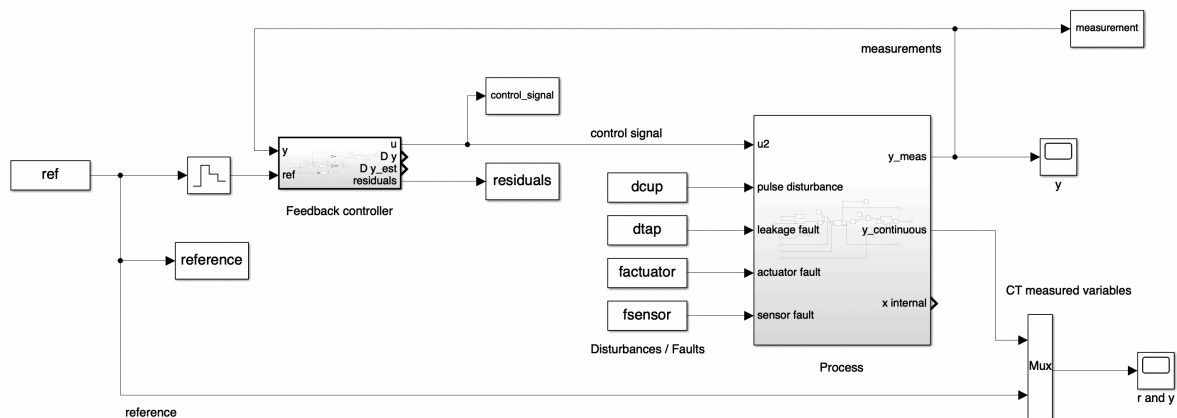 measurement
measurements
control_signal
control signal
y
u
D y
D y_est
ref
residuals
Feedback controller
ref
residuals
reference
u2
y_meas
pulse disturbance
leakage fault
y_continuous
actuator fault
x internal
sensor fault
Process
dcup
dtap
factuator
fsensor
Disturbances / Faults
y
CT measured variables
Mux
r and y
reference